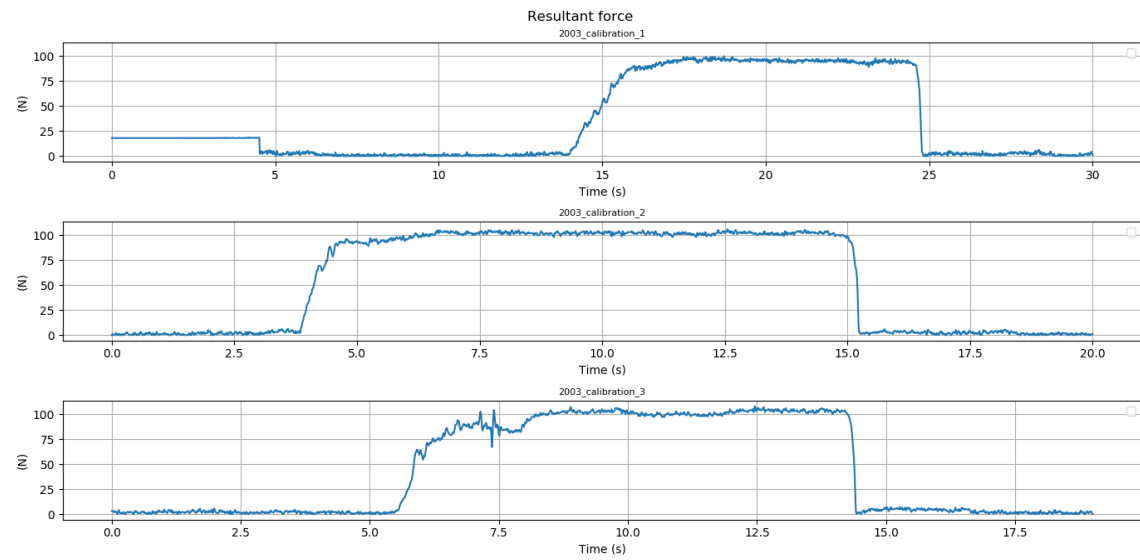 Resultant force
2003_calibration_1
100
75
50
25
0
(N)
0 5 10 15 20 25 30
Time (s)
2003_calibration_2
100
75
50
25
0
(N)
0.0 2.5 5.0 7.5 10.0 12.5 15.0 17.5 20.0
Time (s)
2003_calibration_3
100
75
50
25
0
(N)
0.0 2.5 5.0 7.5 10.0 12.5 15.0 17.5
Time (s)